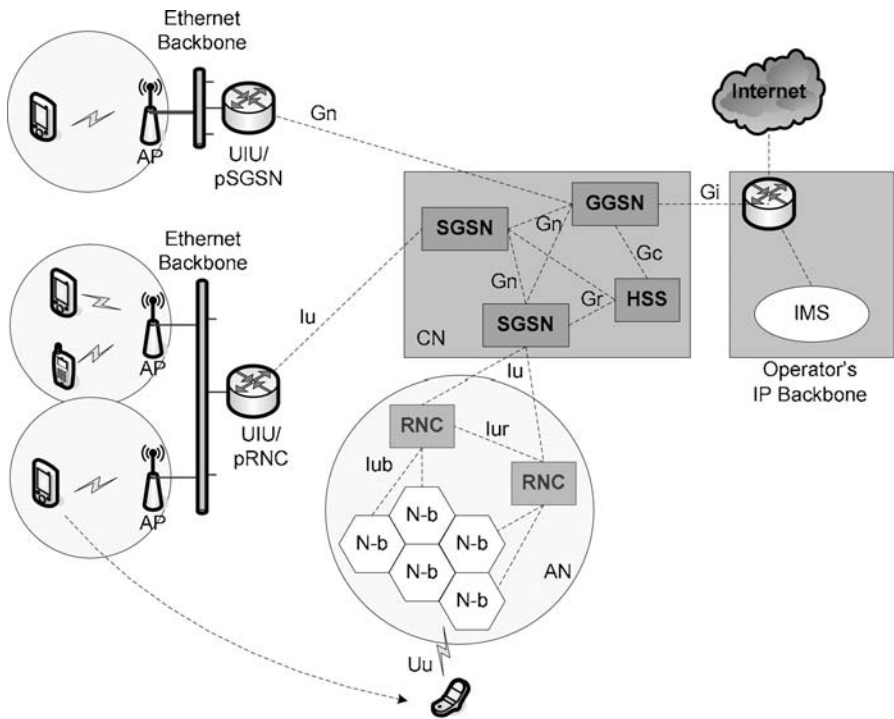 Ethernet
Backbone
AP
UIU/
pSGSN
Gn
Internet
Ethernet
Backbone
AP
AP
UIU/
pRNC
Iu
SGSN
GGSN
Gn
Gn
Gc
Gr
HSS
SGSN
CN
Gi
IMS
Operator's
IP Backbone
Iu
RNC
Iur
Iub
RNC
N-b
N-b
N-b
N-b
N-b
AN
Uu